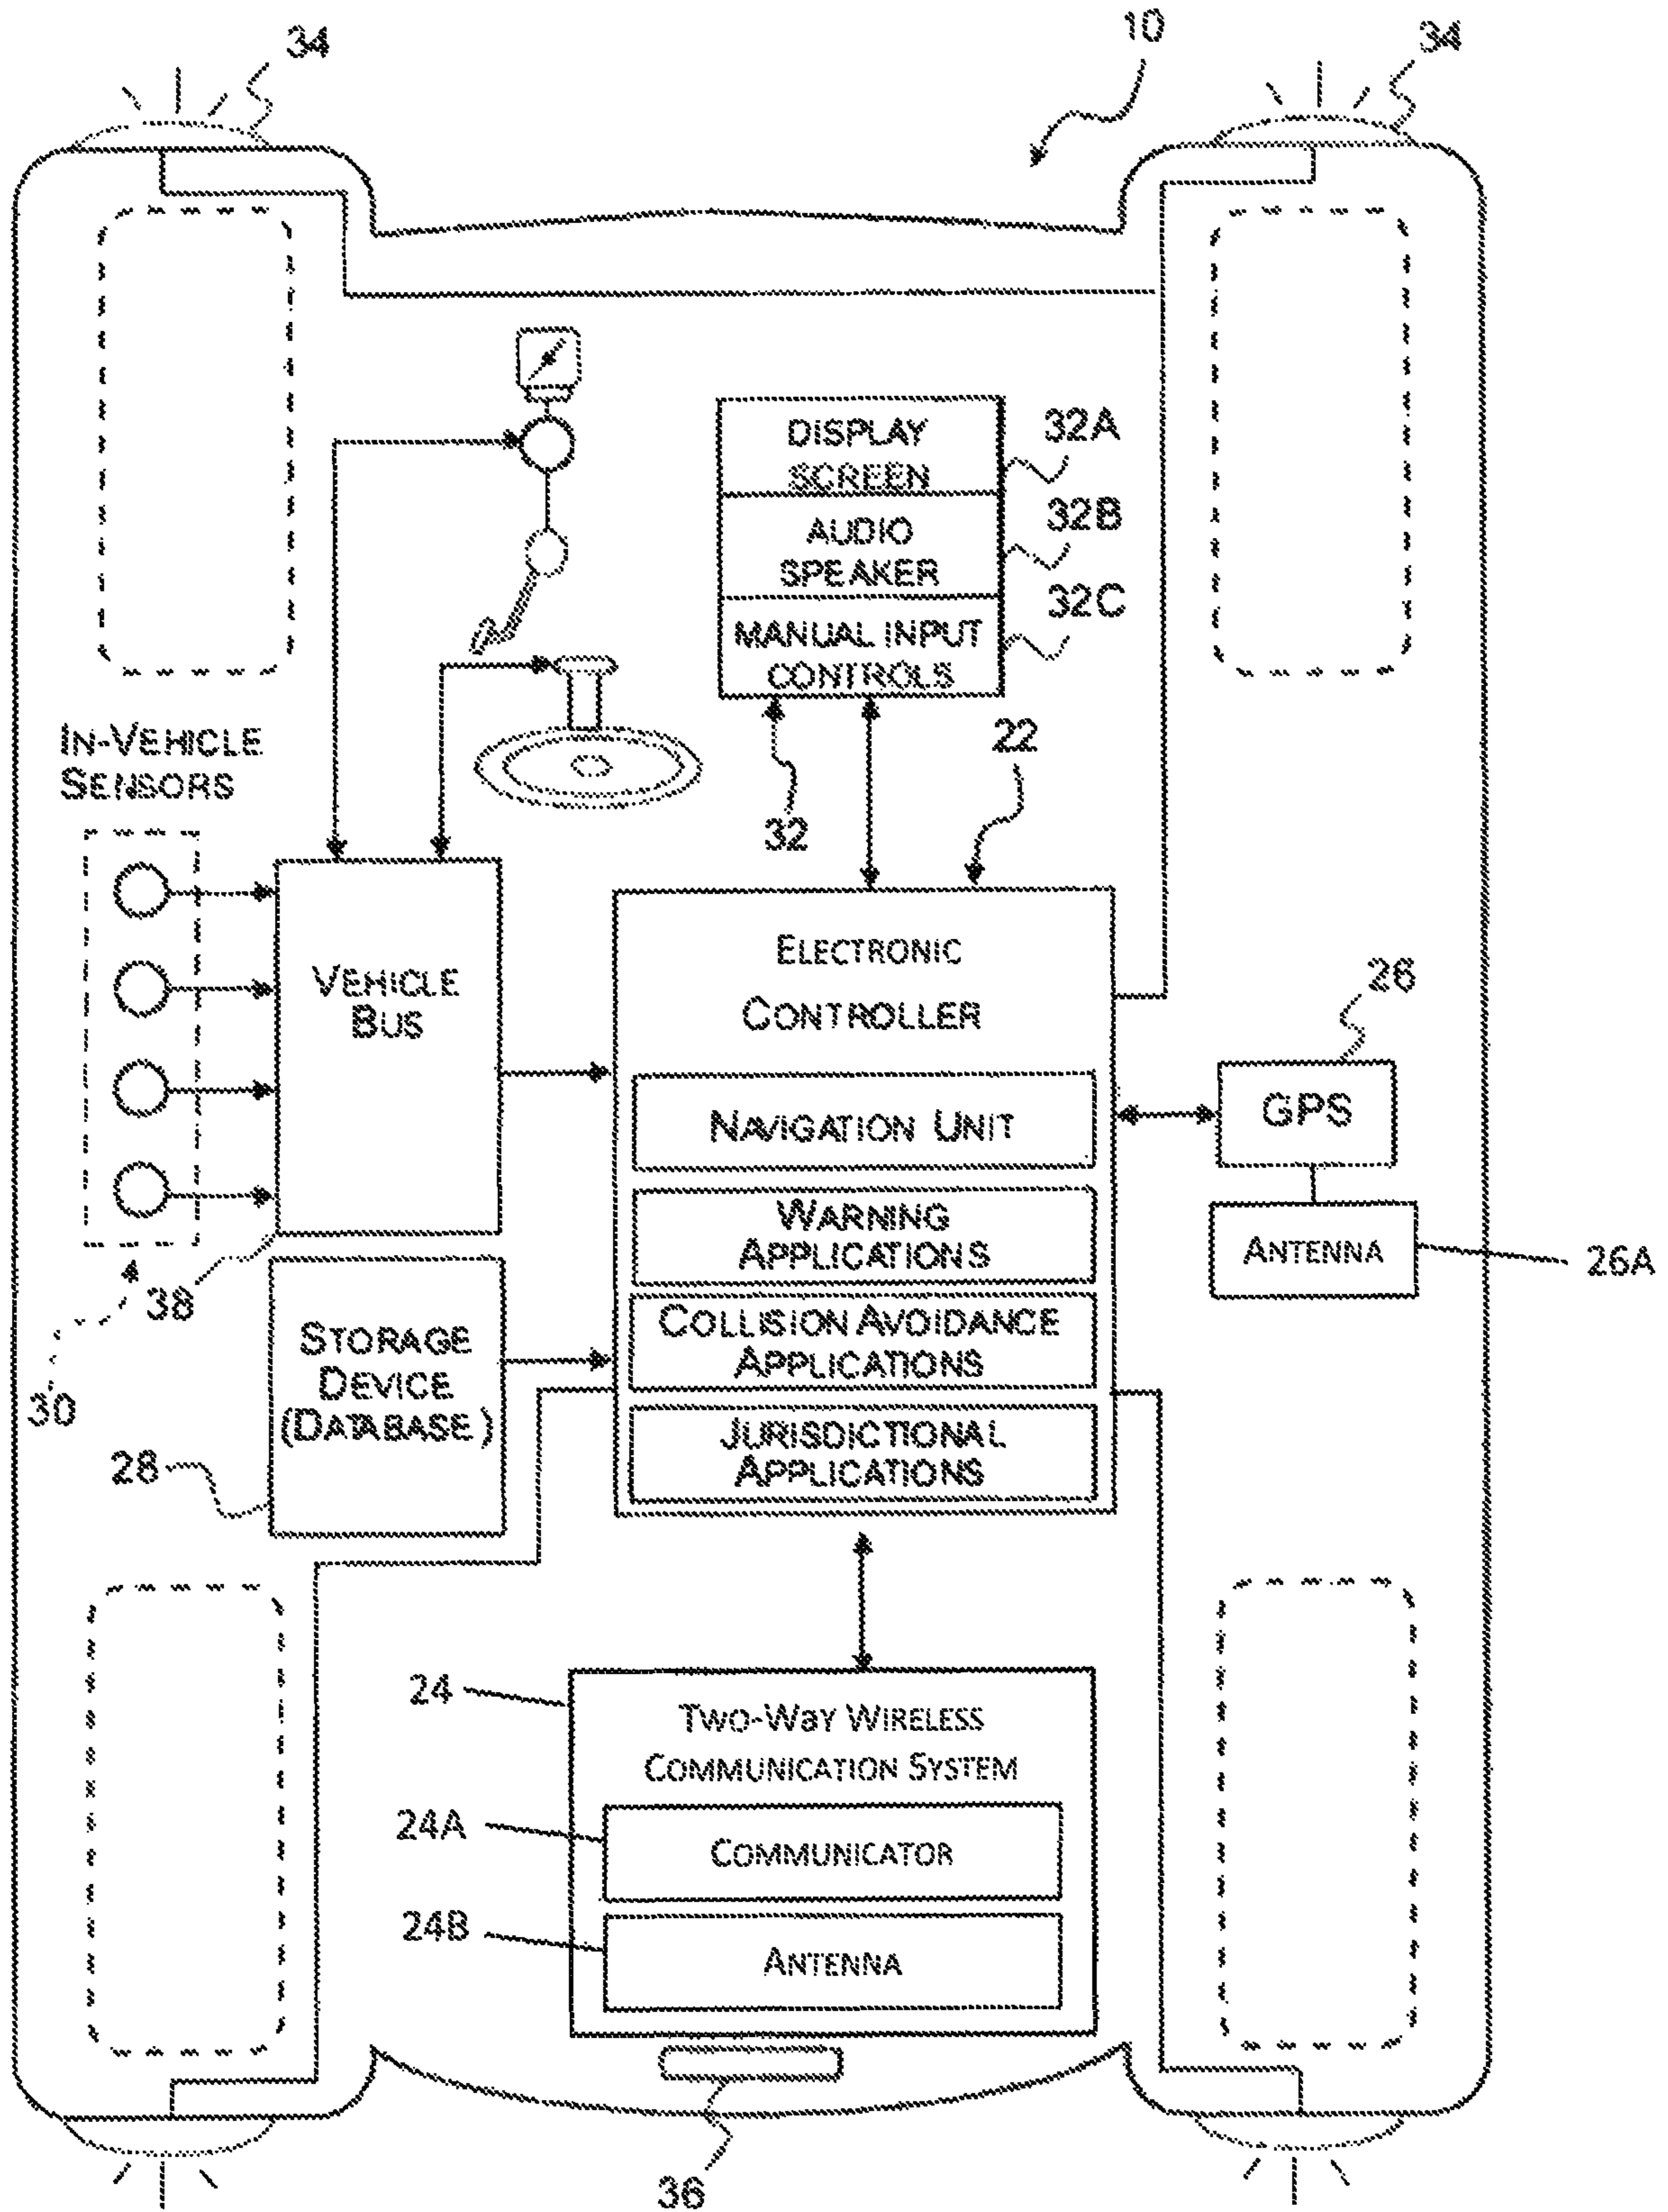 34
10
34
DISPLAY
SCREEN
32A
AUDIO
SPEAKER
32B
MANUAL INPUT
CONTROLS
32C
IN-VEHICLE
SENSORS
32
22
VEHICLE
BUS
ELECTRONIC
CONTROLLER
NAVIGATION UNIT
WARNING
APPLICATIONS
COLLISION AVOIDANCE
APPLICATIONS
JURISDICTIONAL
APPLICATIONS
26
GPS
ANTENNA
26A
38
30
STORAGE
DEVICE
(DATABASE)
28
24
TWO-WaY WIRELESS
COMMUNICATION SYSTEM
24A
COMMUNICATOR
24B
ANTENNA
36